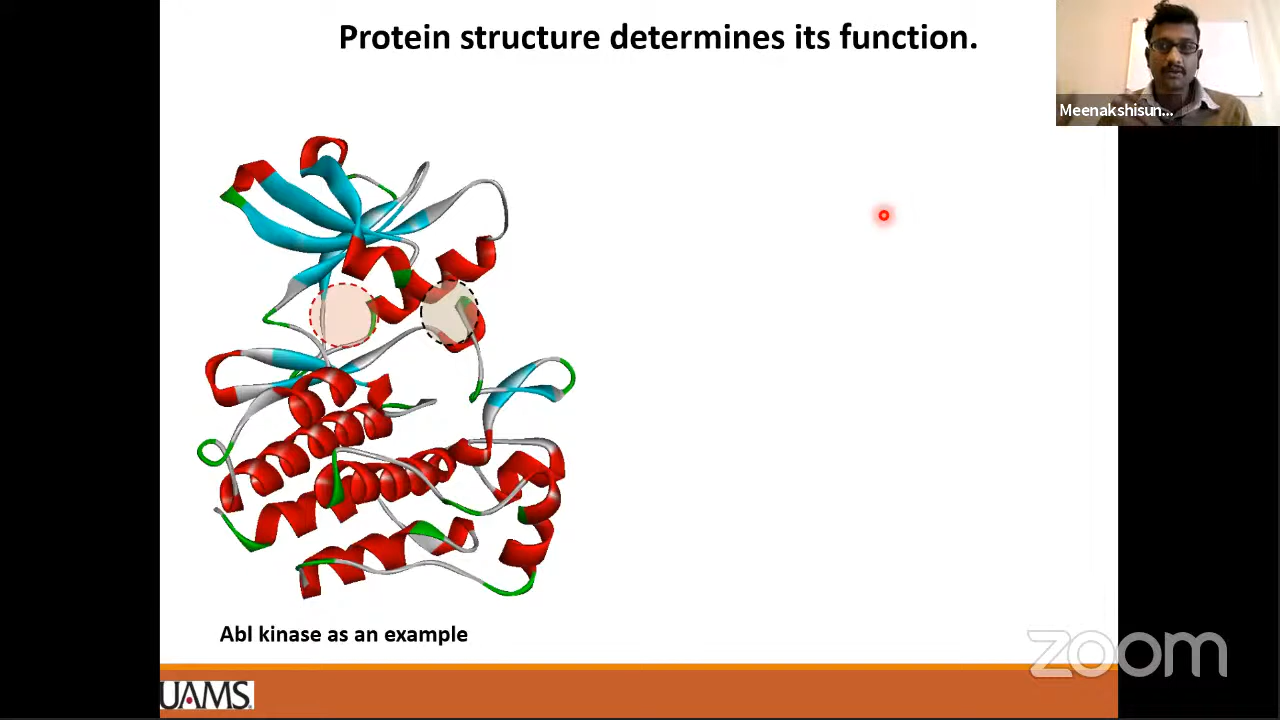 Protein structure determines its function.
Meenakshisun...
Abl kinase as an example
zoom
UAMS